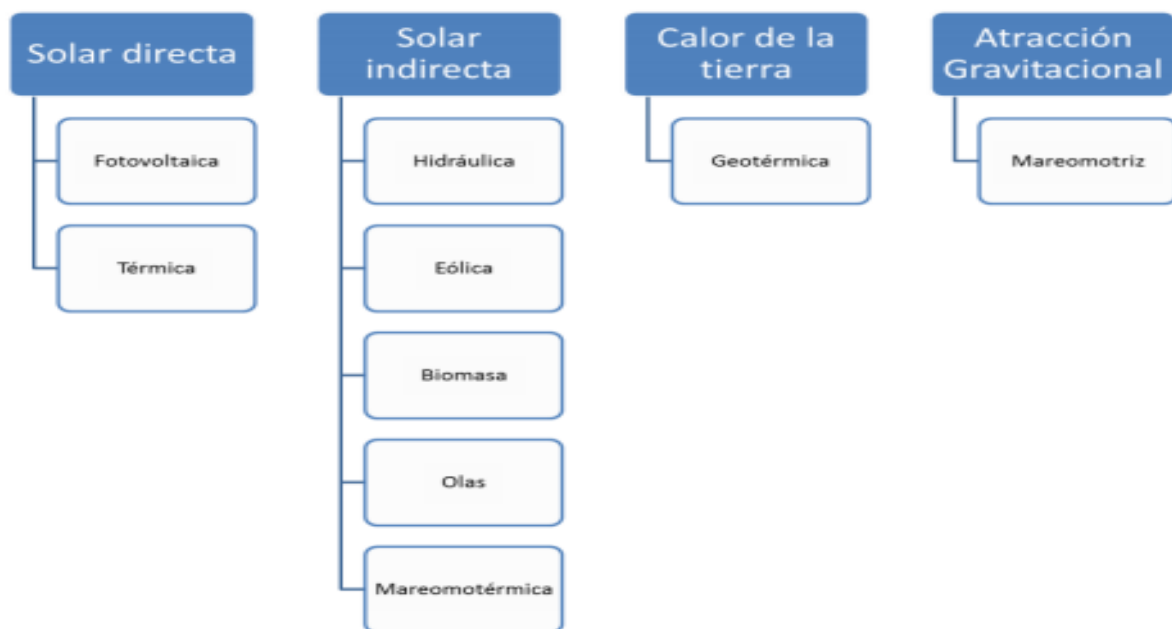 Solar directa
Fotovoltaica
Térmica
Solar
indirecta
Hidráulica
Eólica
Biomasa
Olas
Mareomotérmica
Calor de la
tierra
Geotérmica
Atracción
Gravitacional
Mareomotriz